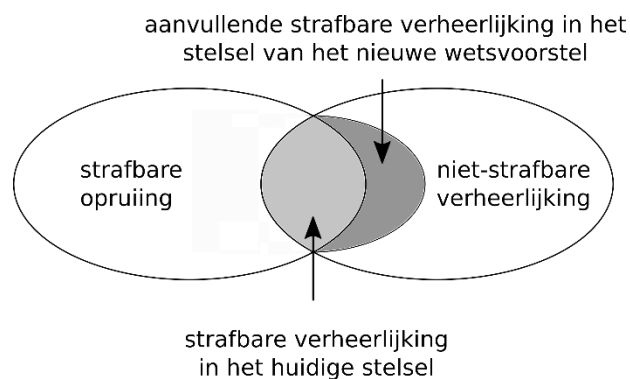 aanvullende strafbare verheerlijking in het
stelsel van het nieuwe wetsvoorstel
strafbare
opruiing
niet-strafbare
verheerlijking
strafbare verheerlijking
in het huidige stelsel